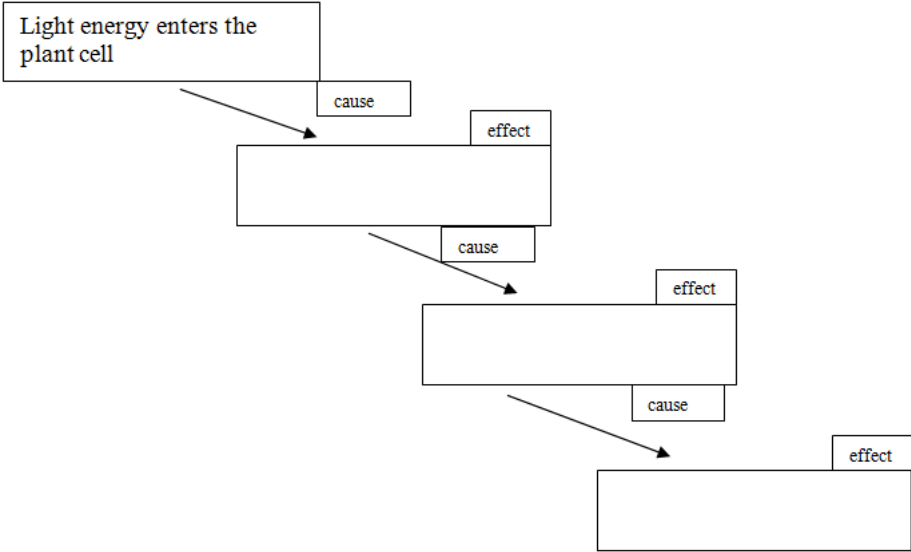 Light energy enters the
plant cell
cause
effect
cause
effect
cause
effect